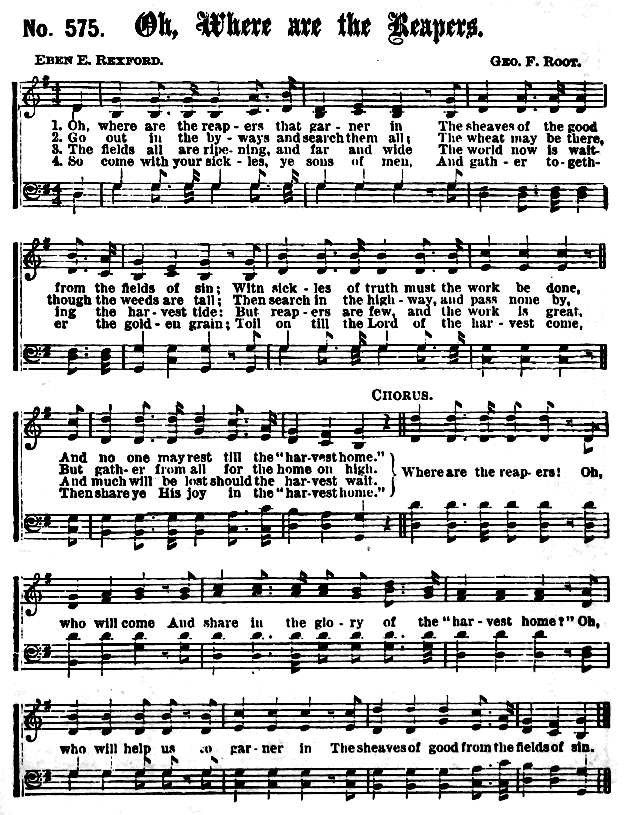 No. 575. Oh, Where are the Reapers.
EBEN E. REXFORD. GEO. F. ROOT.
1. Oh, where are the reap - ers that gar - ner in The sheaves of the good
2. Go out in the by - ways and search them all; The wheat may be there,
3. The fields all are ripe - ning, and far and wide The world now is wait-
4. So come with your sick - les, ye sons of men, And gath - er to-geth-
from the fields of sin; With sick - les of truth must the work be done,
though the weeds are tall; Then search in the high - way, and pass none by,
ing the har - vest tide: But reap - ers are few, and the work is great,
er the gold - en grain; Toil on till the Lord of the har - vest come,
CHORUS.
And no one may rest till the "har-vest home."
But gath-er from all for the home on high.
And much will be lost should the harvest wait.
Then share ye His joy in the "harvest home."
Where are the reap-ers! Oh,
who will come And share in the glo - ry of the "har - vest home?" Oh,
who will help us to gar - ner in The sheaves of good from the fields of sin.